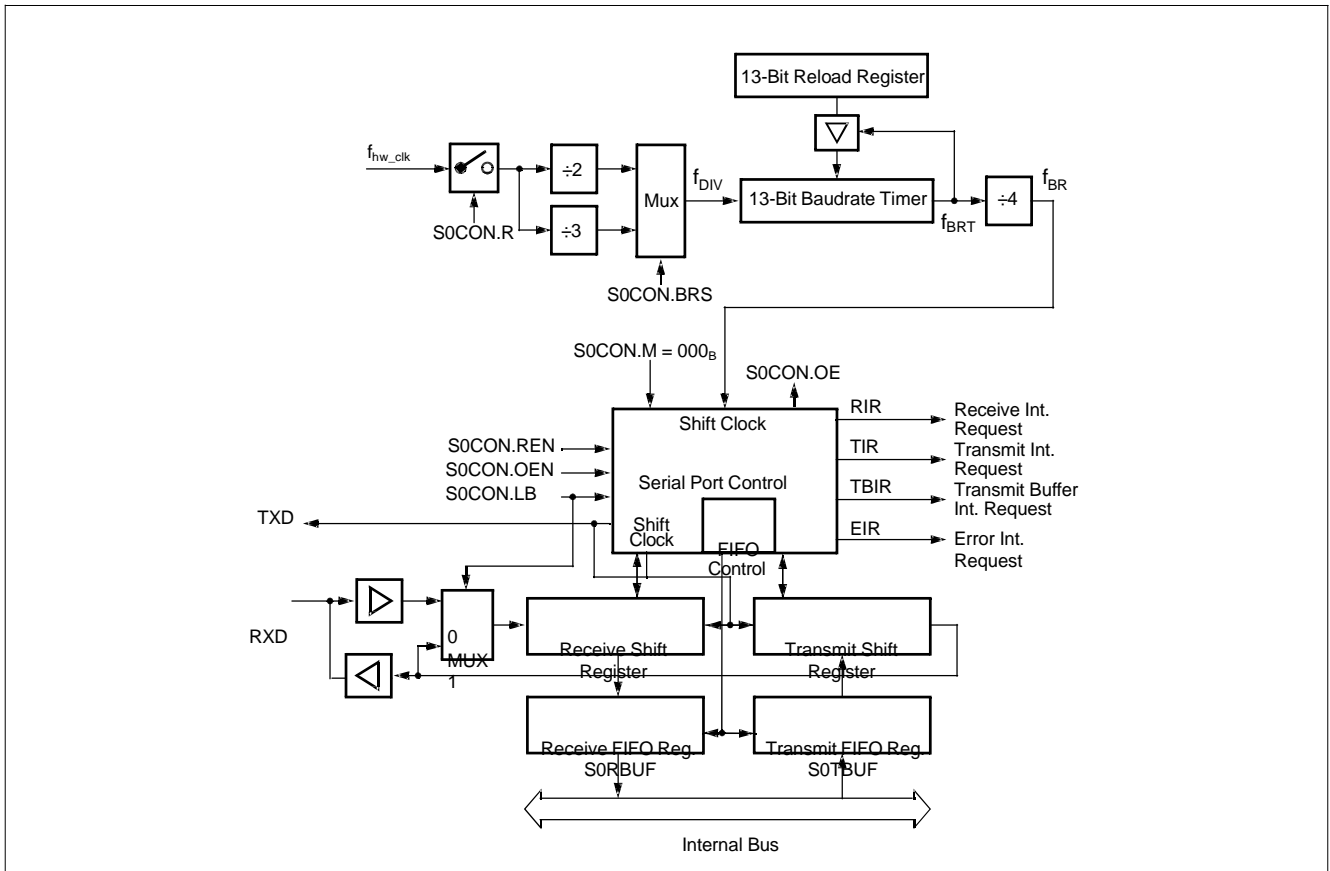 13-Bit Reload Register
f_hw_clk
÷2
÷3
Mux
f_DIV
13-Bit Baudrate Timer
f_BRT
÷4
f_BR
S0CON.R
S0CON.BRS
S0CON.M = 000_B
S0CON.OE
Shift Clock
S0CON.REN
S0CON.OEN
S0CON.LB
Serial Port Control
Shift
Clock
FIFO
Control
RIR
Receive Int.
Request
TIR
Transmit Int.
Request
TBIR
Transmit Buffer
Int. Request
EIR
Error Int.
Request
TXD
RXD
0
MUX
1
Receive Shift
Register
Transmit Shift
Register
Receive FIFO Reg.
S0RBUF
Transmit FIFO Reg.
S0TBUF
Internal Bus